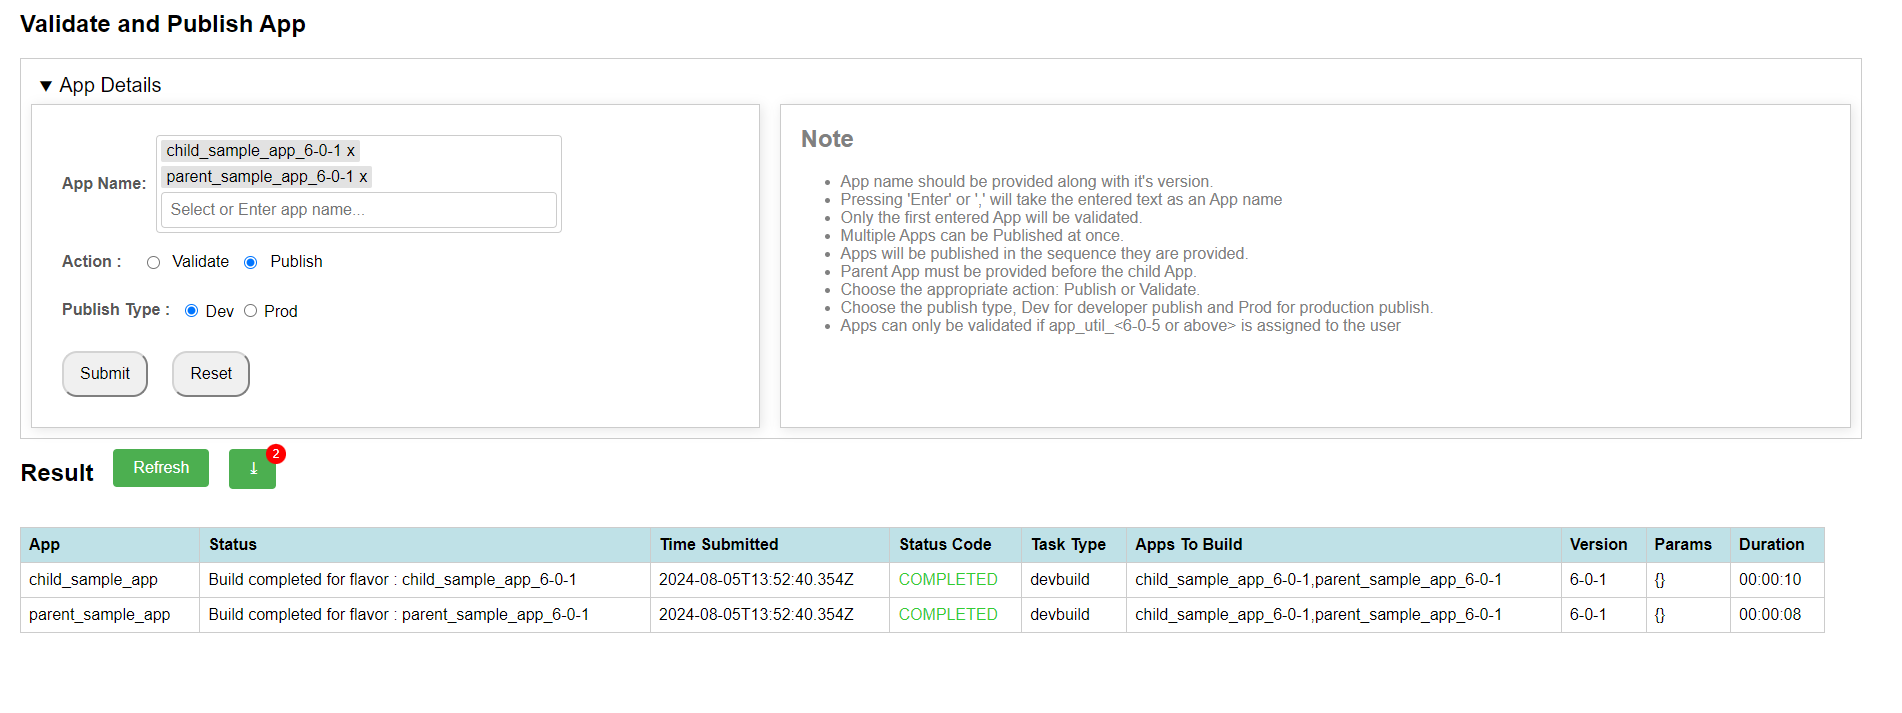 Validate and Publish App
▼ App Details
App Name:
child_sample_app_6-0-1 x
parent_sample_app_6-0-1 x
Select or Enter app name...
Action : Validate Publish
Publish Type : Dev Prod
Submit Reset
Note
• App name should be provided along with it's version.
• Pressing 'Enter' or ',' will take the entered text as an App name
• Only the first entered App will be validated.
• Multiple Apps can be Published at once.
• Apps will be published in the sequence they are provided.
• Parent App must be provided before the child App.
• Choose the appropriate action: Publish or Validate.
• Choose the publish type, Dev for developer publish and Prod for production publish.
• Apps can only be validated if app_util_<6-0-5 or above> is assigned to the user
Result Refresh 2
App Status Time Submitted Status Code Task Type Apps To Build Version Params Duration
child_sample_app Build completed for flavor : child_sample_app_6-0-1 2024-08-05T13:52:40.354Z COMPLETED devbuild child_sample_app_6-0-1,parent_sample_app_6-0-1 6-0-1 {} 00:00:10
parent_sample_app Build completed for flavor : parent_sample_app_6-0-1 2024-08-05T13:52:40.354Z COMPLETED devbuild child_sample_app_6-0-1,parent_sample_app_6-0-1 6-0-1 {} 00:00:08